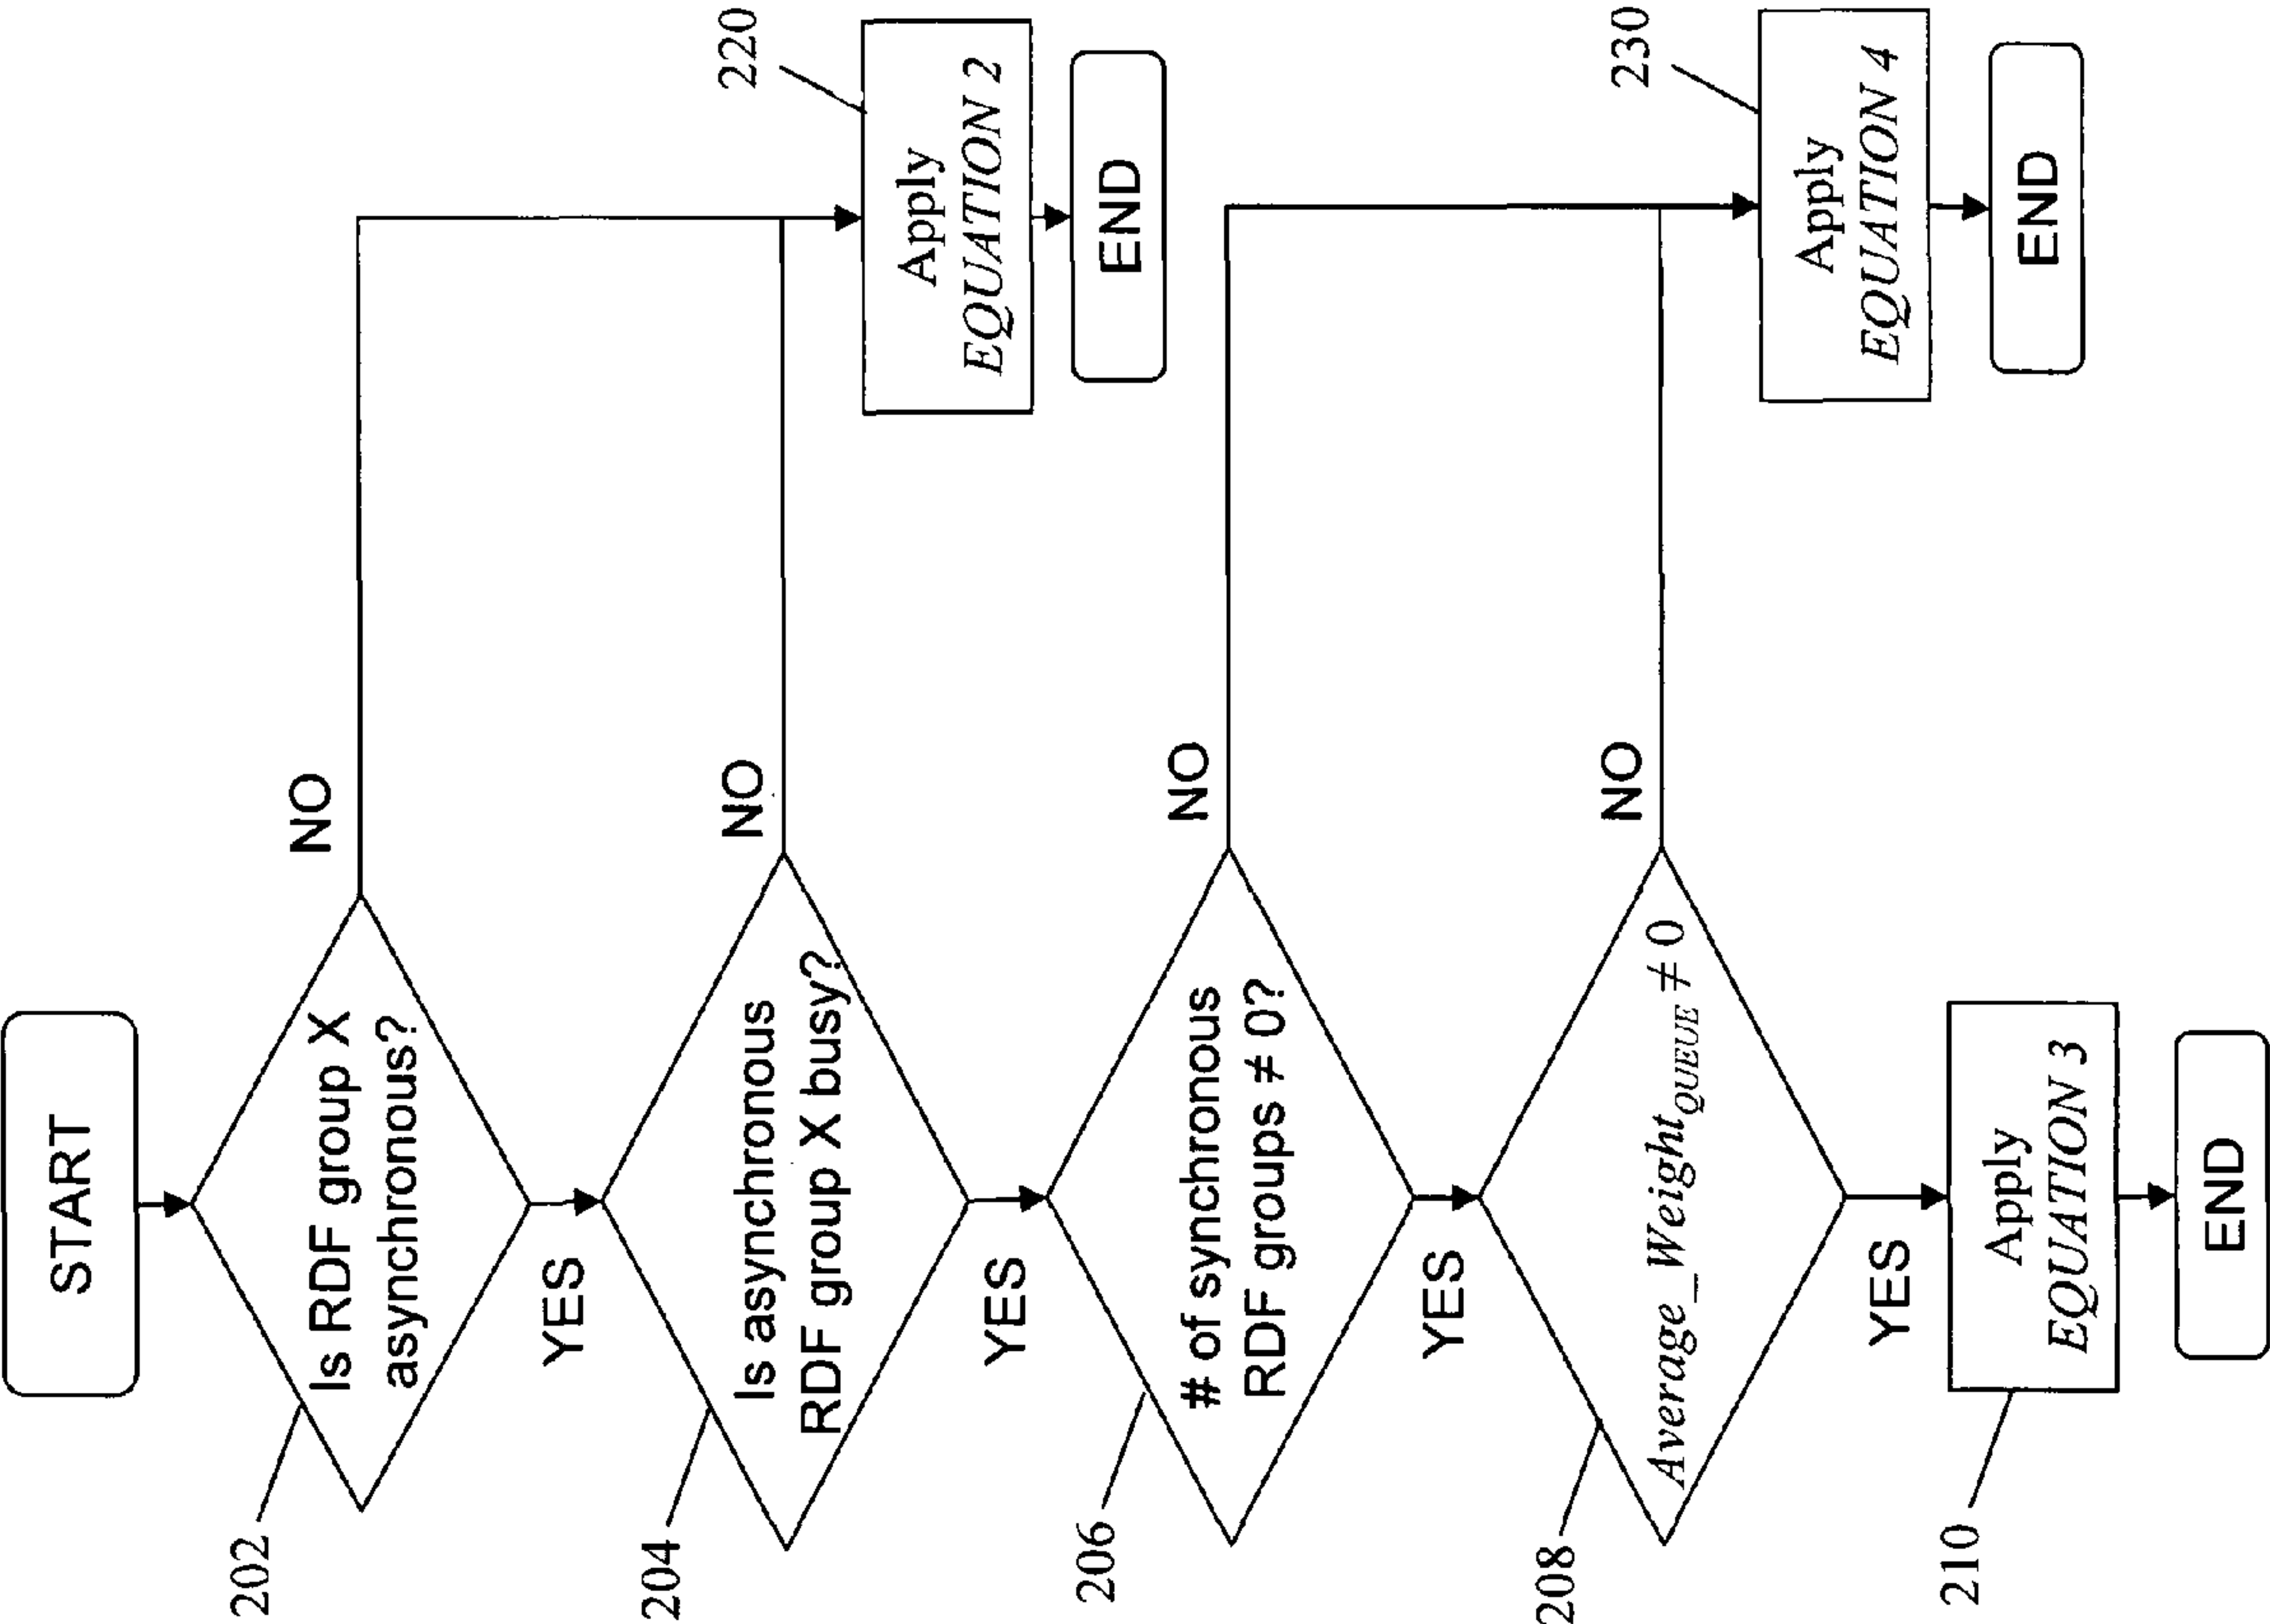 START
202
Is RDF group X
asynchronous?
NO
YES
204
Is asynchronous
RDF group X busy?
NO
220
Apply
EQUATION 2
END
YES
206
# of synchronous
RDF groups ≠ 0?
NO
YES
208
Average_Weight QUEUE ≠ 0
NO
230
Apply
EQUATION 4
END
YES
210
Apply
EQUATION 3
END